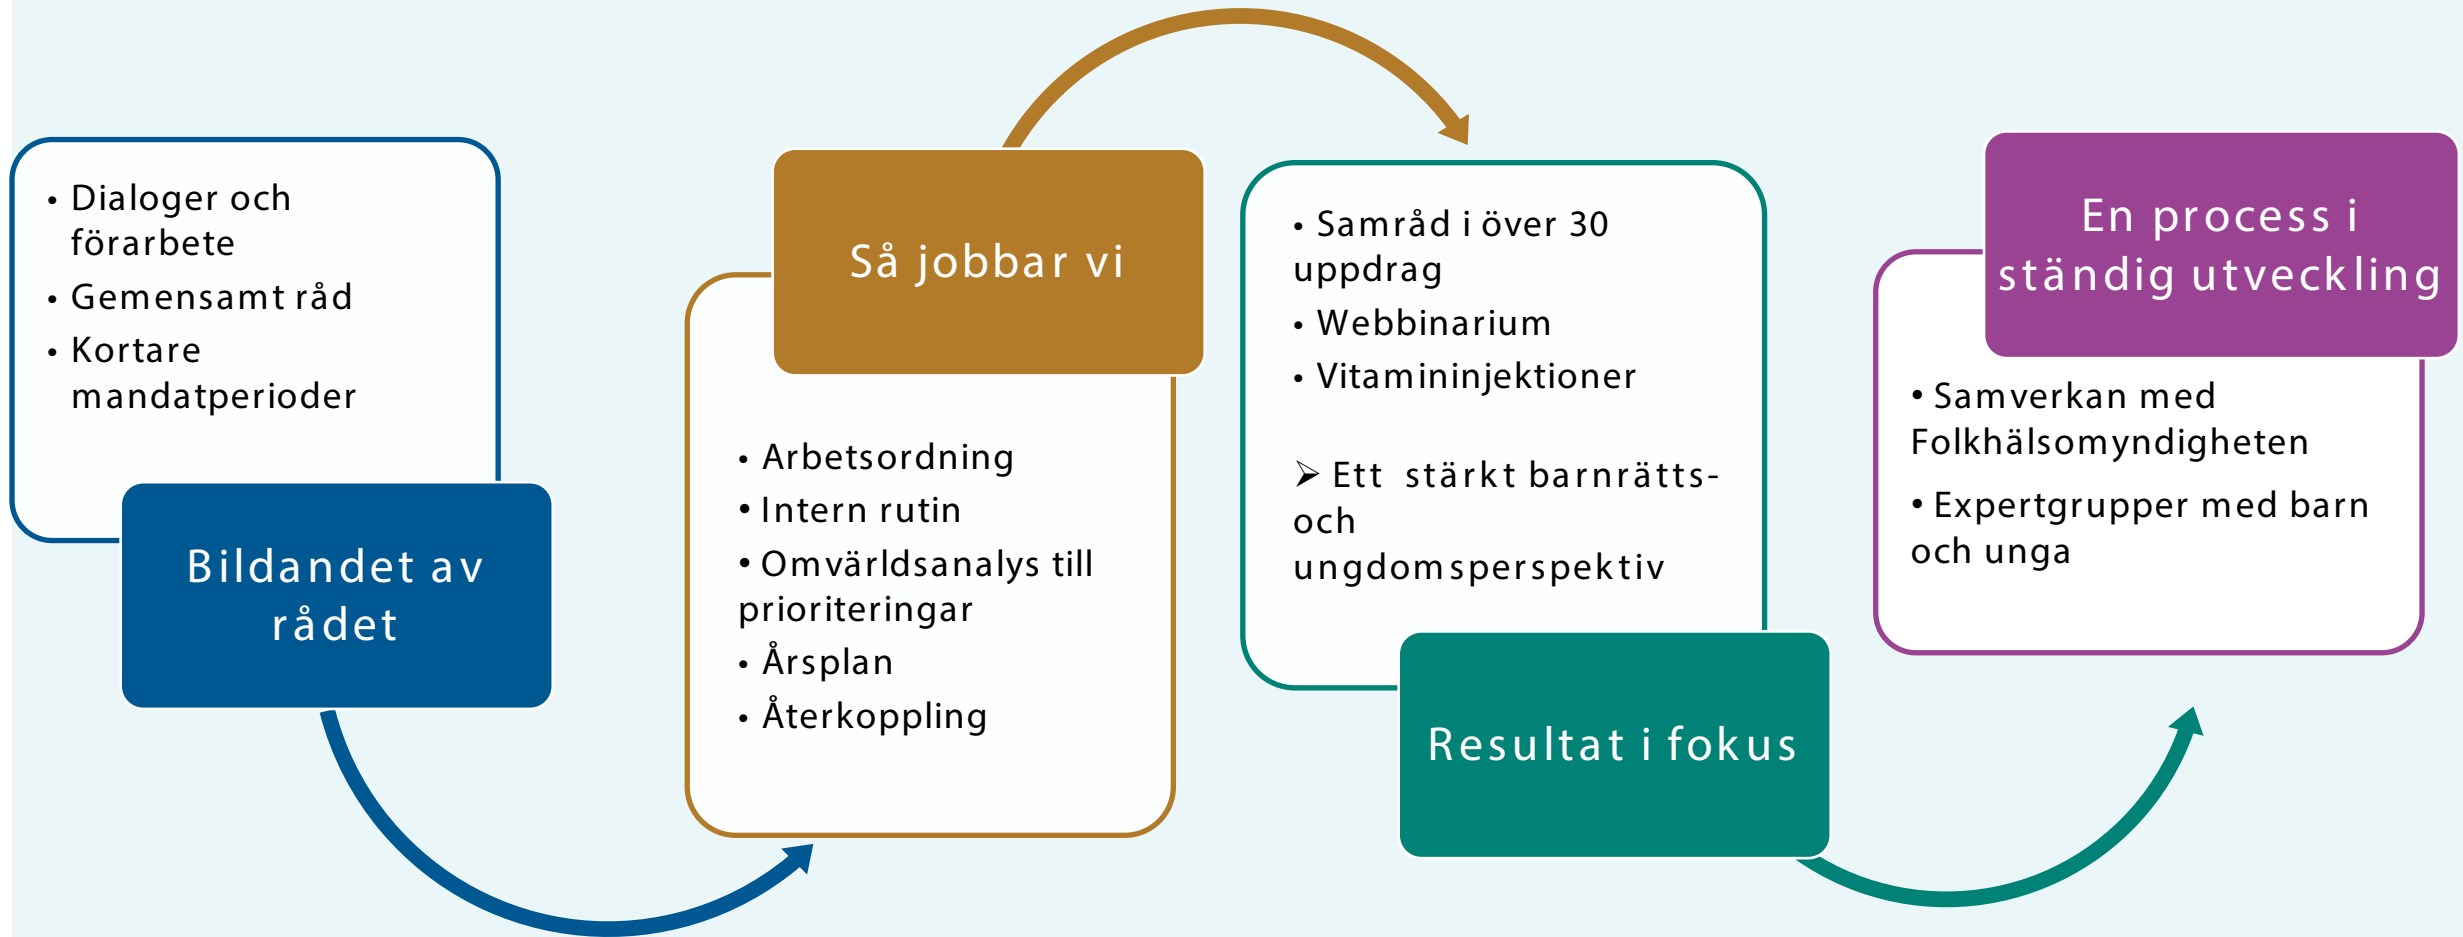 • Dialoger och
förarbete
• Gemensamt råd
• Kortare
mandatperioder
Bildandet av
rådet
Så jobbar vi
• Arbetsordning
• Intern rutin
• Omvärldsanalys till
prioriteringar
• Årsplan
• Återkoppling
• Samråd i över 30
uppdrag
• Webbinarium
• Vitamininjektioner
➢ Ett stärkt barnrätts-
och
ungdomsperspektiv
Resultat i fokus
En process i
ständig utveckling
• Samverkan med
Folkhälsomyndigheten
• Expertgrupper med barn
och unga